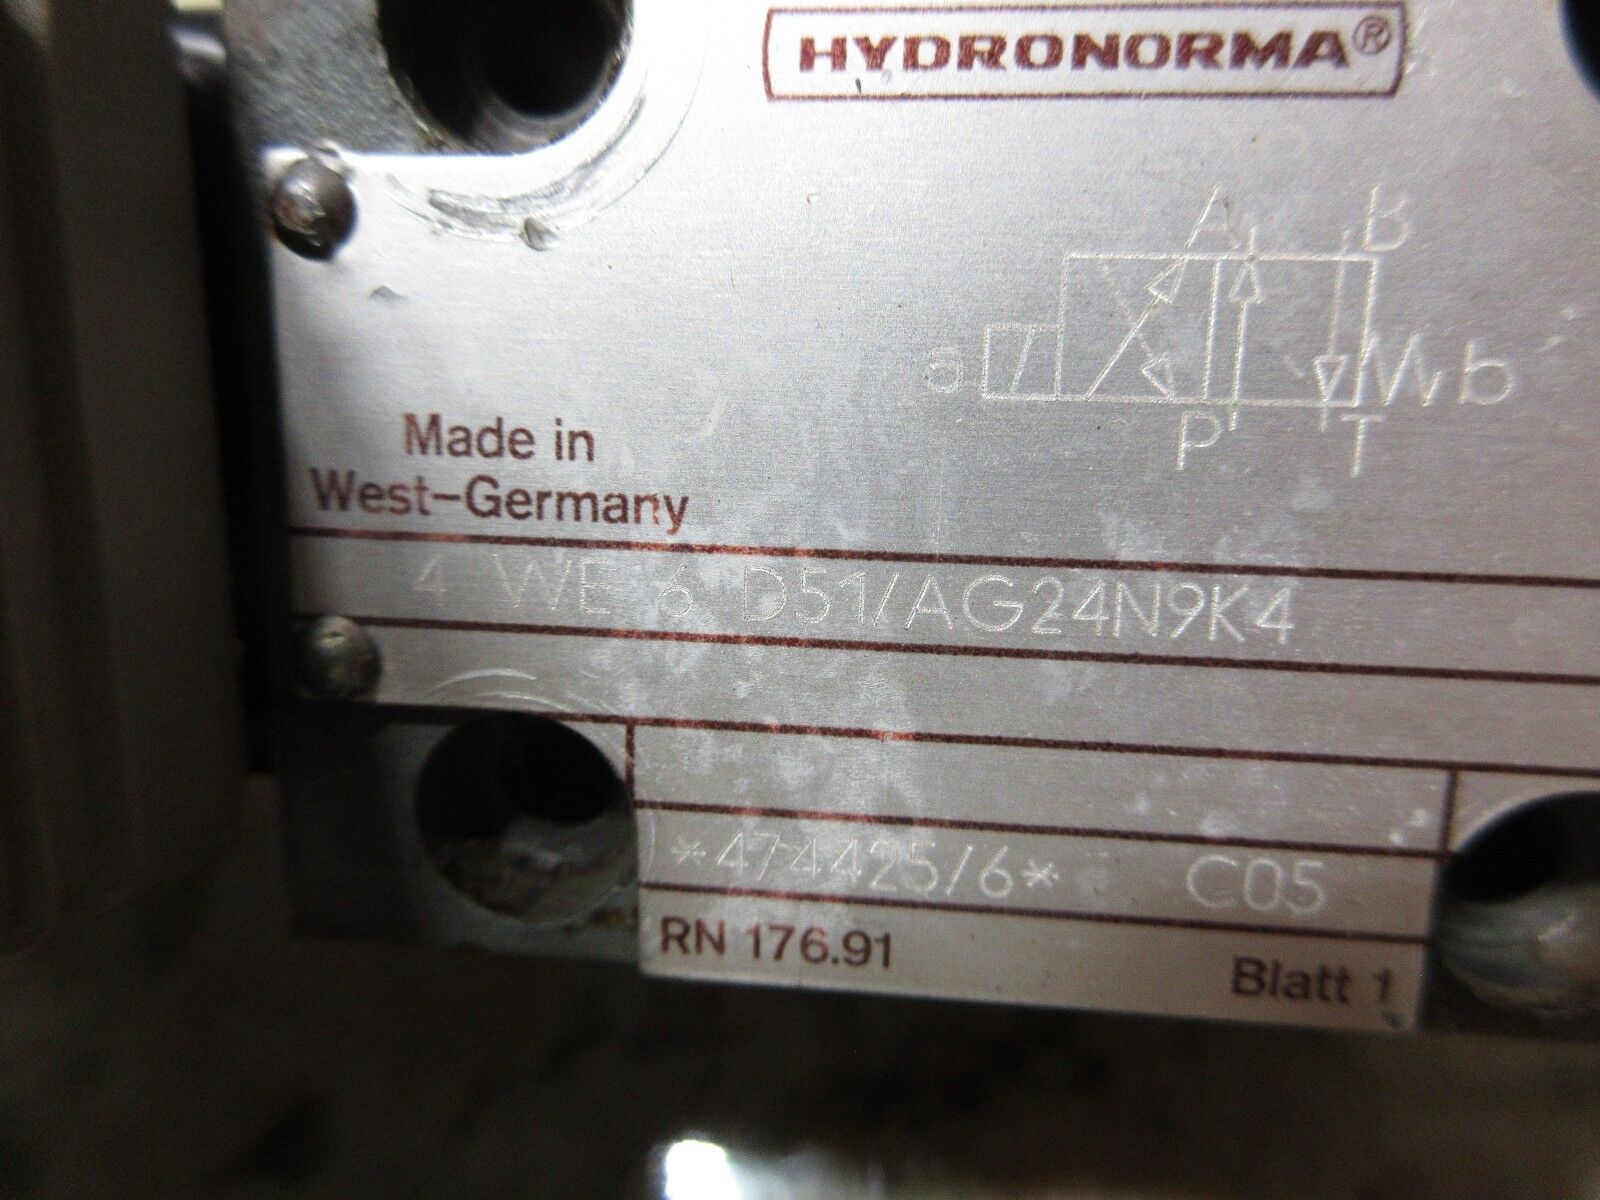 HYDRONORMA®
A B
a b
P T
Made in
West-Germany
4 WE 6 D51/AG24N9K4
*474425/6* C05
RN 176.91 Blatt 1